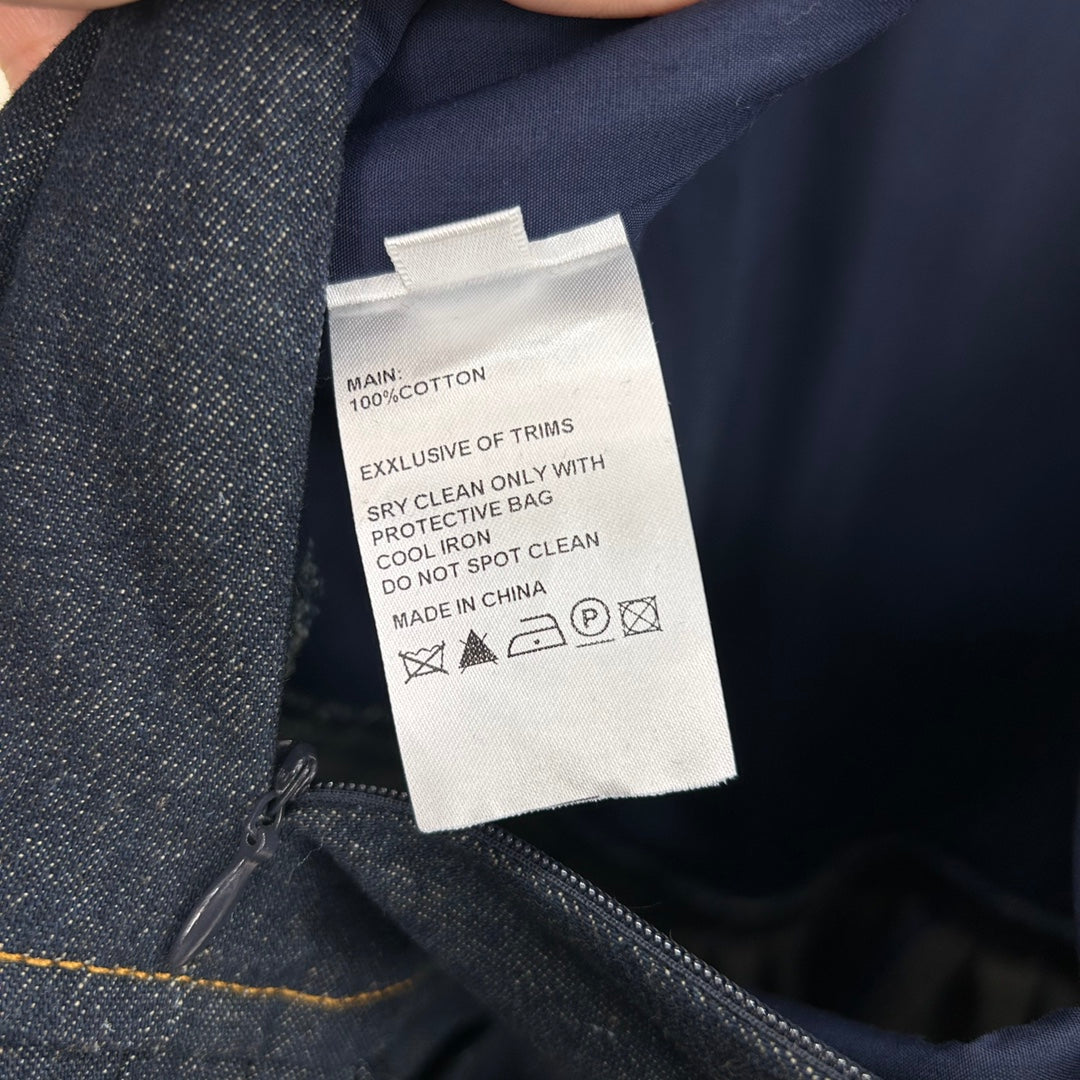 MAIN:
100%COTTON
EXXLUSIVE OF TRIMS
SRY CLEAN ONLY WITH
PROTECTIVE BAG
COOL IRON
DO NOT SPOT CLEAN
MADE IN CHINA
P